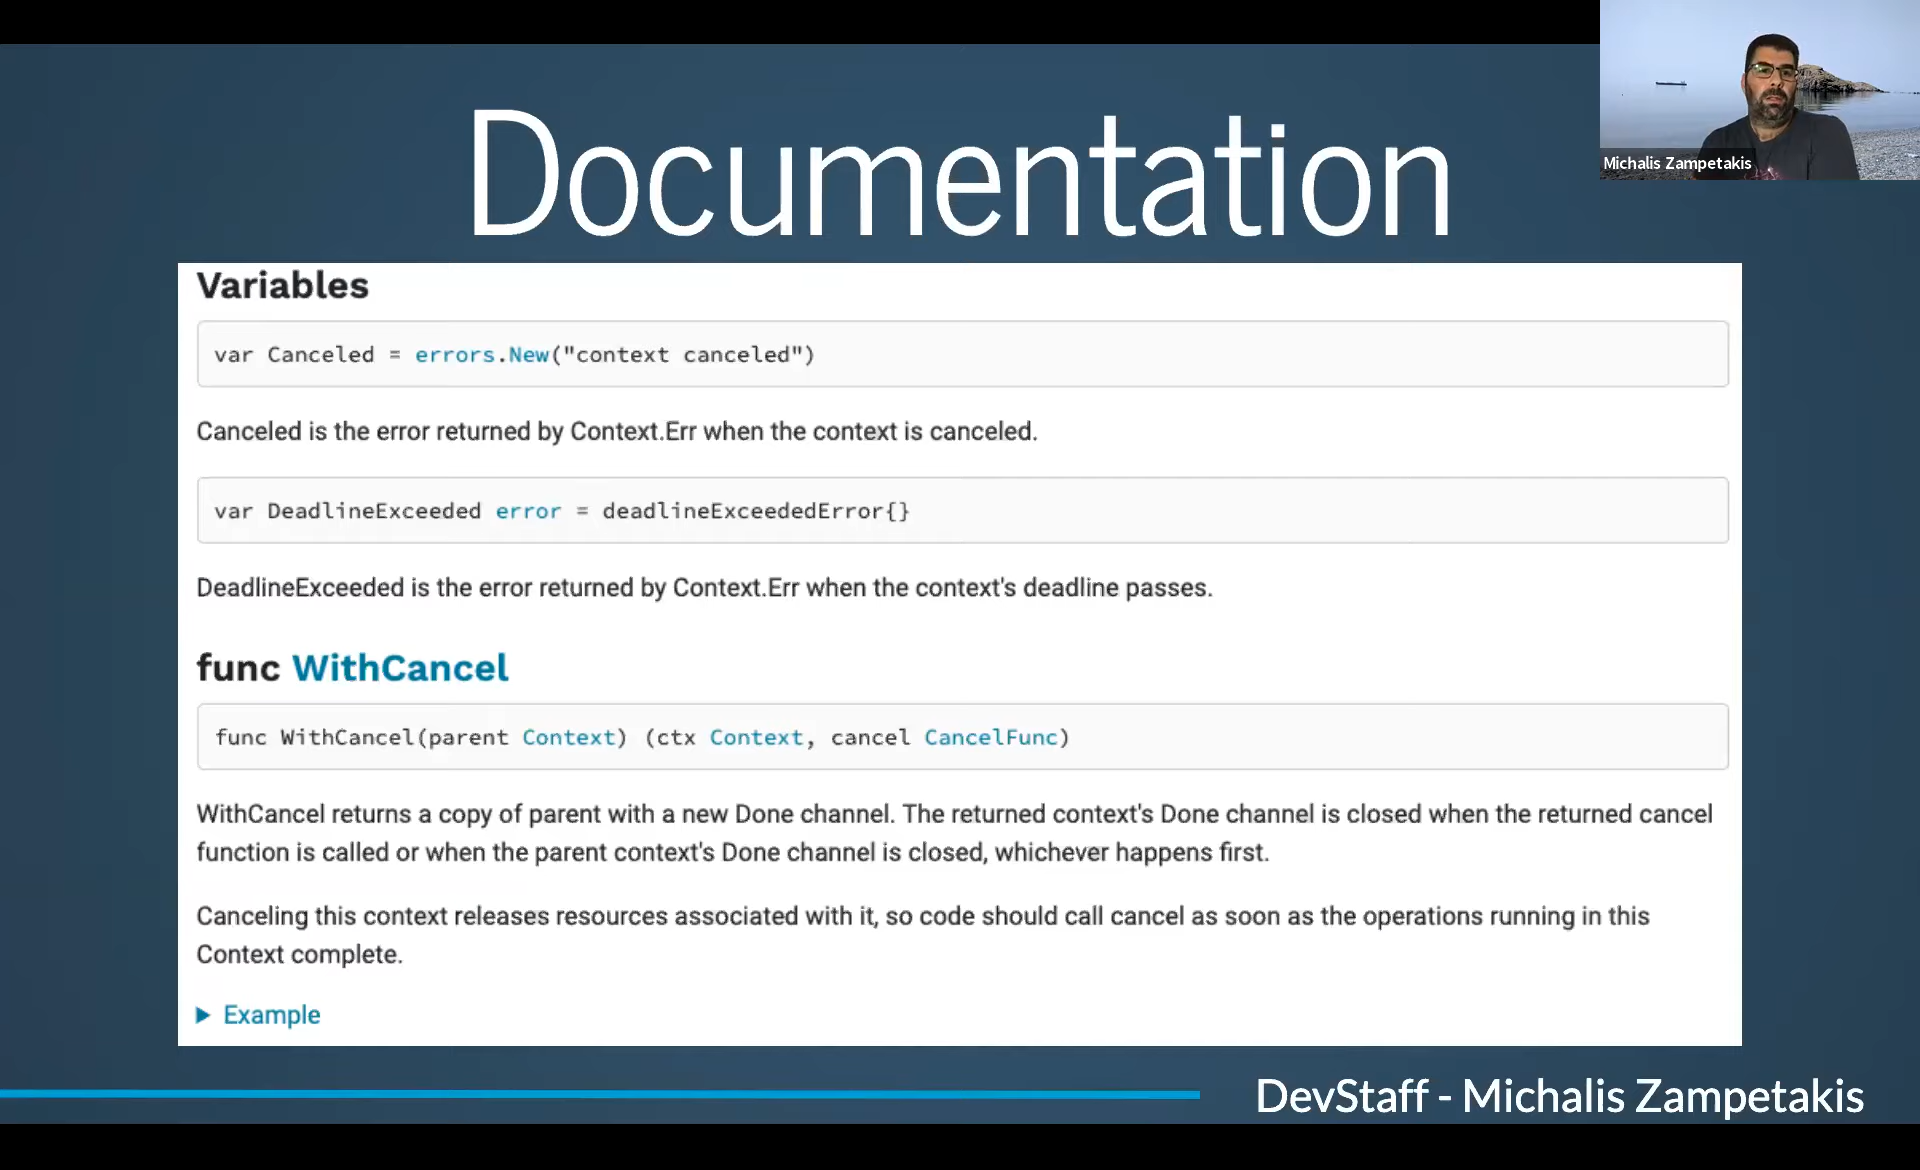 Documentation
Michalis Zampetakis
Variables
var Canceled = errors.New("context canceled")
Canceled is the error returned by Context.Err when the context is canceled.
var DeadlineExceeded error = deadlineExceededError{}
DeadlineExceeded is the error returned by Context.Err when the context's deadline passes.
func WithCancel
func WithCancel(parent Context) (ctx Context, cancel CancelFunc)
WithCancel returns a copy of parent with a new Done channel. The returned context's Done channel is closed when the returned cancel
function is called or when the parent context's Done channel is closed, whichever happens first.
Canceling this context releases resources associated with it, so code should call cancel as soon as the operations running in this
Context complete.
Example
DevStaff - Michalis Zampetakis